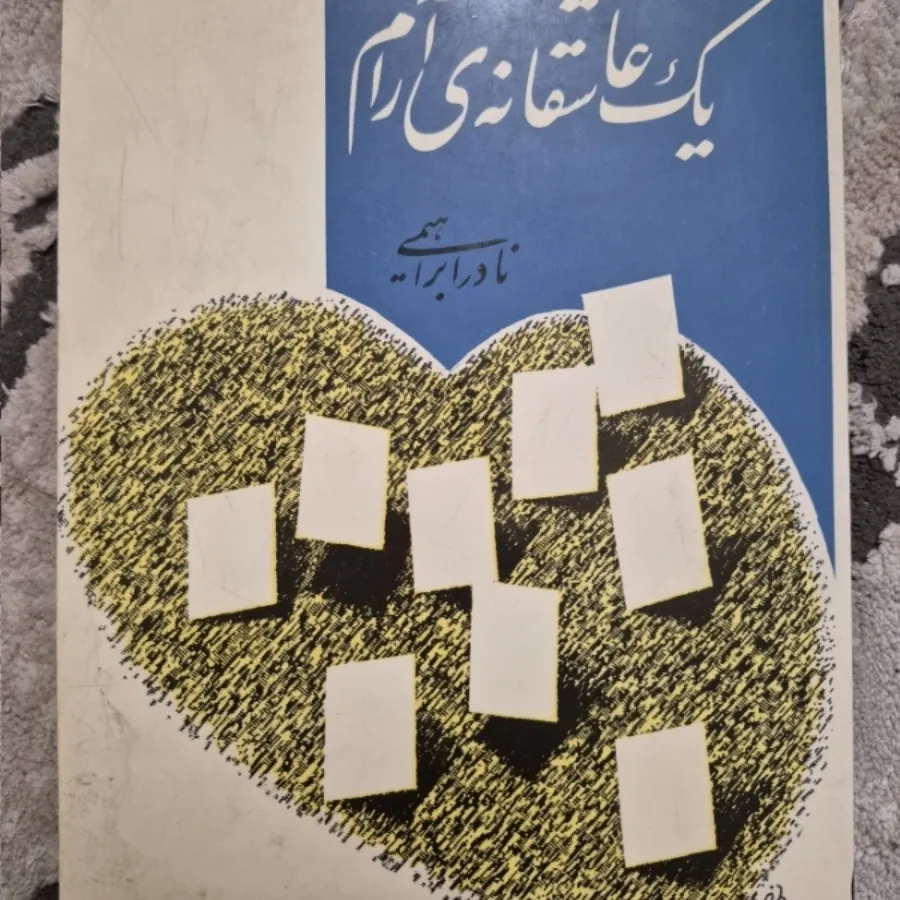 یک عاشقانه‌ی آرام
نادر ابراهیمی